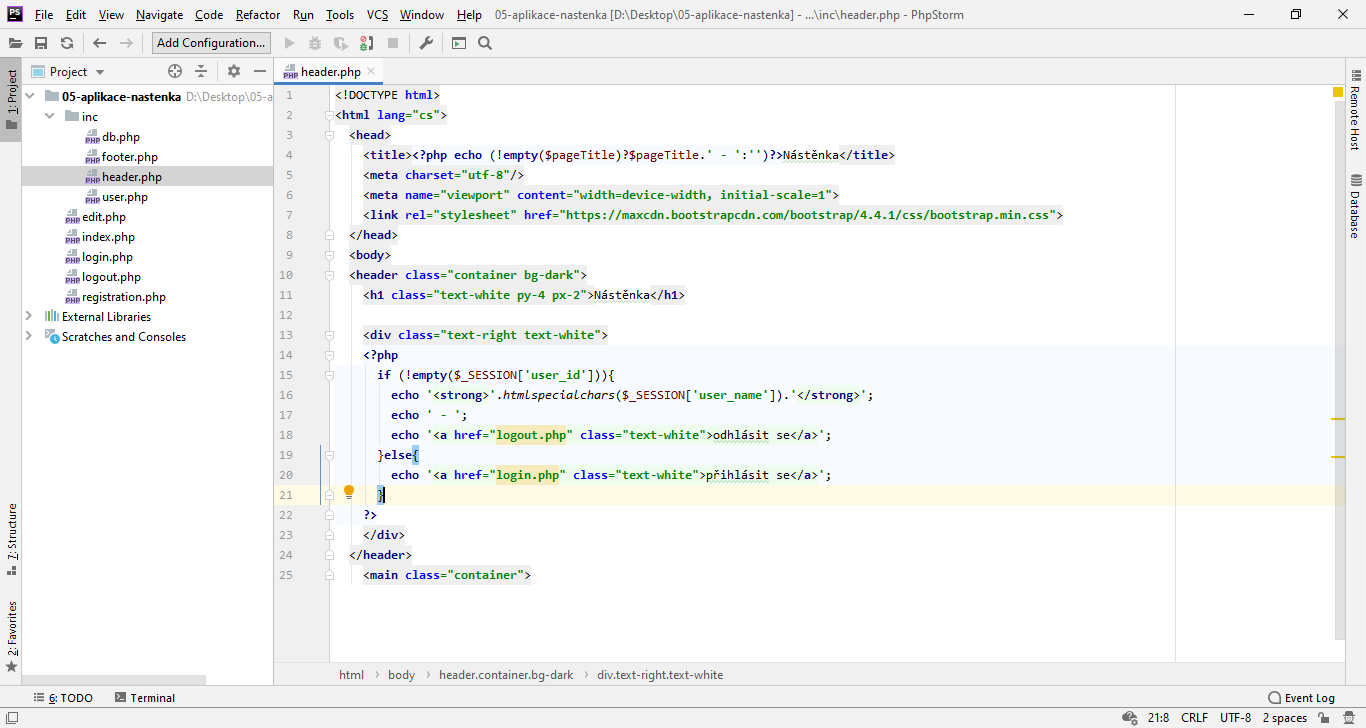 PS File Edit View Navigate Code Refactor Run Tools VCS Window Help 05-aplikace-nastenka [D:\Desktop\05-aplikace-nastenka] - ...\inc\header.php - PhpStorm
Add Configuration...
1: Project
Project
header.php
05-aplikace-nastenka D:\Desktop\05-a
inc
db.php
footer.php
header.php
user.php
edit.php
index.php
login.php
logout.php
registration.php
External Libraries
Scratches and Consoles
7: Structure
2: Favorites
1 <!DOCTYPE html>
2 <html lang="cs">
3 <head>
4 <title><?php echo (!empty($pageTitle)?$pageTitle.' - ':'')?>Nástěnka</title>
5 <meta charset="utf-8"/>
6 <meta name="viewport" content="width=device-width, initial-scale=1">
7 <link rel="stylesheet" href="https://maxcdn.bootstrapcdn.com/bootstrap/4.4.1/css/bootstrap.min.css">
8 </head>
9 <body>
10 <header class="container bg-dark">
11 <h1 class="text-white py-4 px-2">Nástěnka</h1>
12
13 <div class="text-right text-white">
14 <?php
15 if (!empty($_SESSION['user_id'])){
16 echo '<strong>'.htmlspecialchars($_SESSION['user_name']).'</strong>';
17 echo ' - ';
18 echo '<a href="logout.php" class="text-white">odhlásit se</a>';
19 }else{
20 echo '<a href="login.php" class="text-white">přihlásit se</a>';
21 }
22 ?>
23 </div>
24 </header>
25 <main class="container">
Remote Host
Database
html body header.container.bg-dark div.text-right.text-white
6: TODO Terminal Event Log
21:8 CRLF UTF-8 2 spaces